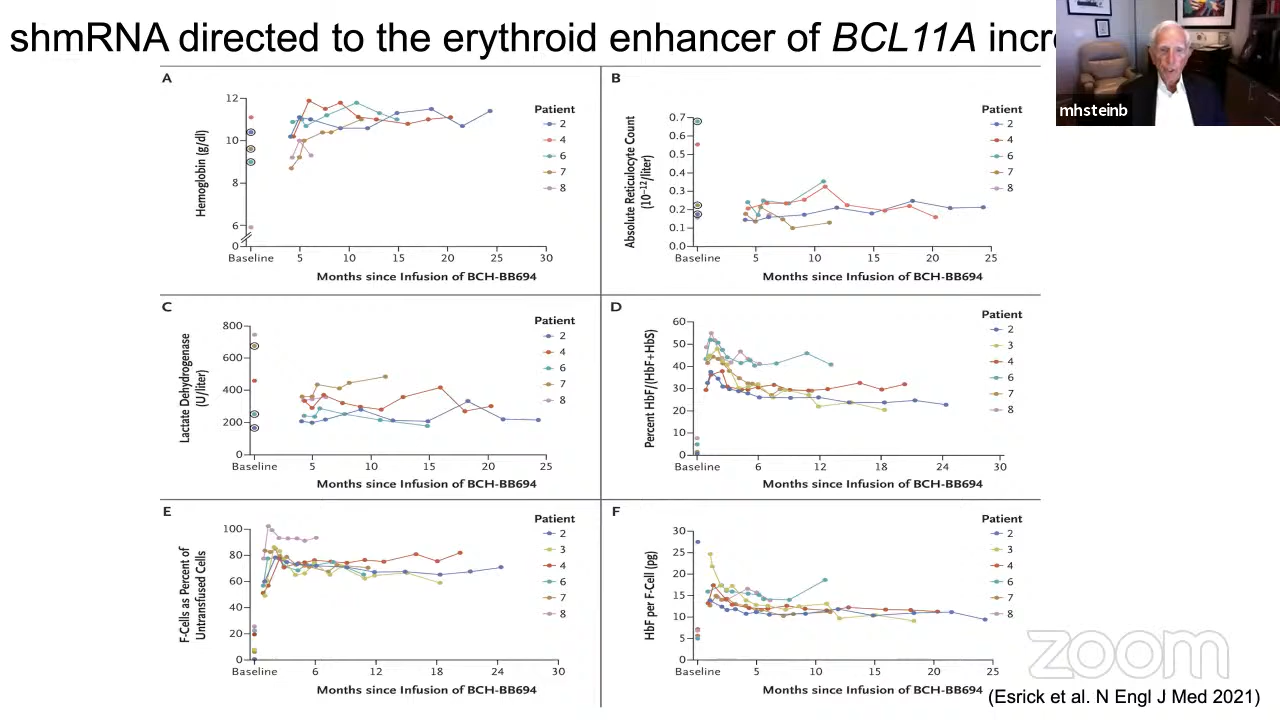 shmRNA directed to the erythroid enhancer of BCL11A incr
mhsteinb
A
Hemoglobin (g/dl)
12
10
8
6
0
Baseline 5 10 15 20 25 30
Months since Infusion of BCH-BB694
Patient
2
4
6
7
8
B
Absolute Reticulocyte Count
(10−12/liter)
0.7
0.6
0.5
0.4
0.3
0.2
0.1
0.0
Baseline 5 10 15 20 25
Months since Infusion of BCH-BB694
Patient
2
4
6
7
8
C
Lactate Dehydrogenase
(U/liter)
800
600
400
200
0
Baseline 5 11 15 21 25
Months since Infusion of BCH-BB694
Patient
2
4
6
7
8
D
Percent HbF/(HbF+HbS)
60
50
40
30
20
10
0
Baseline 6 12 18 24 30
Months since Infusion of BCH-BB694
Patient
2
3
4
6
7
8
E
F-Cells as Percent of
Untransfused Cells
100
80
60
40
20
0
Baseline 6 12 18 24 30
Months since Infusion of BCH-BB694
Patient
2
3
4
6
7
8
F
HbF per F-Cell (pg)
30
25
20
15
10
5
0
Baseline 5 10 15 20 25
Months since Infusion of BCH-BB694
Patient
2
3
4
6
7
8
zoom
(Esrick et al. N Engl J Med 2021)